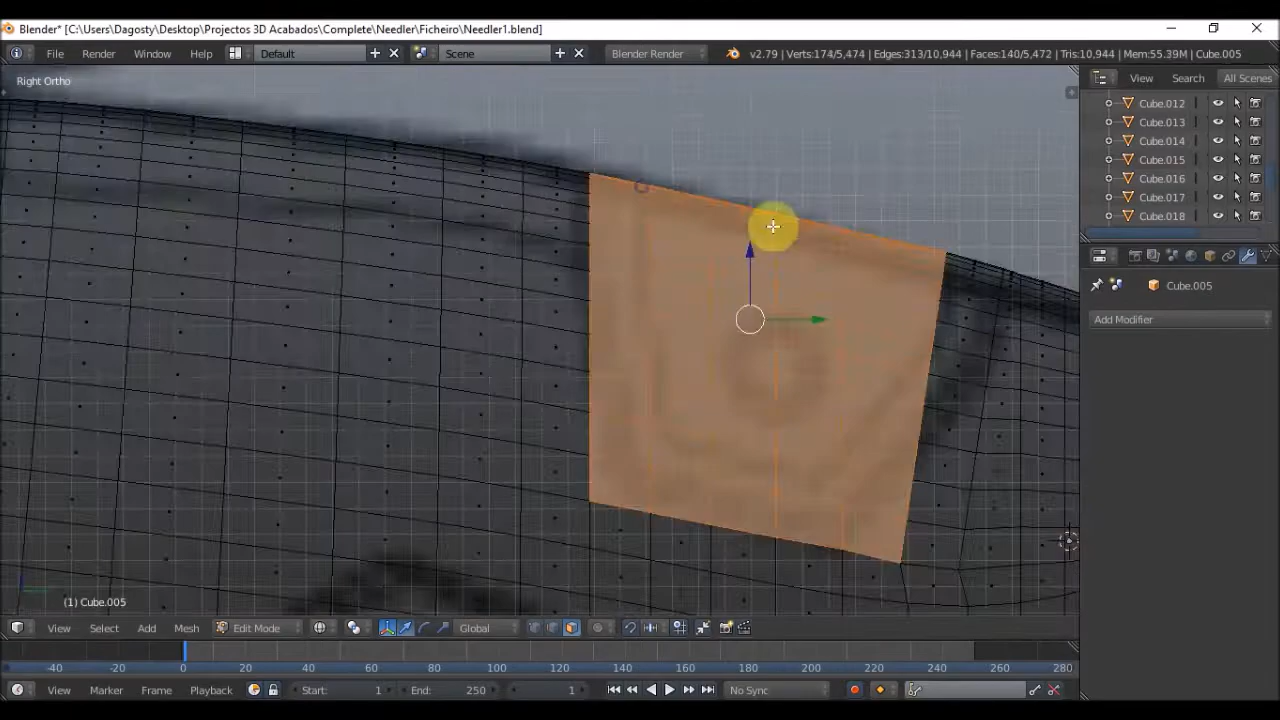 Blender* [C:\Users\Dagosty\Desktop\Projectos 3D Acabados\Complete\Needler\Ficheiro\Needler1.blend]
File Render Window Help Default Scene Blender Render v2.79 | Verts:174/5,474 | Edges:313/10,944 | Faces:140/5,472 | Tris:10,944 | Mem:55.39M | Cube.005
Right Ortho
View Search All Scenes
Cube.012
Cube.013
Cube.014
Cube.015
Cube.016
Cube.017
Cube.018
Cube.005
Add Modifier
(1) Cube.005
View Select Add Mesh Edit Mode Global
-40 -20 0 20 40 60 80 100 120 140 160 180 200 220 240 260 280
View Marker Frame Playback Start: 1 End: 250 1 No Sync